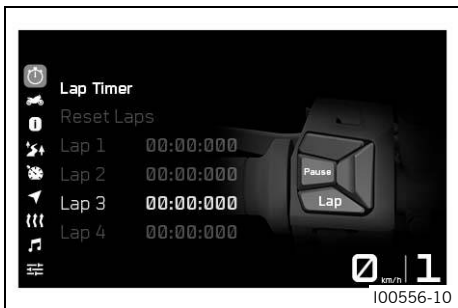 Lap Timer
Reset Laps
Lap 1 00:00:000
Lap 2 00:00:000
Lap 3 00:00:000
Lap 4 00:00:000
Pause
Lap
0 km/h 1
I00556-10